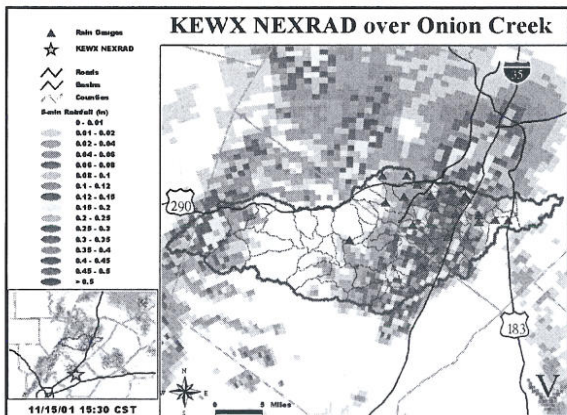 KEWX NEXRAD over Onion Creek
Rain Gauges
KEWX NEXRAD
Roads
Basins
Counties
5-min Rainfall (in)
0 - 0.01
0.01 - 0.02
0.02 - 0.04
0.04 - 0.06
0.06 - 0.08
0.08 - 0.1
0.1 - 0.12
0.12 - 0.15
0.15 - 0.2
0.2 - 0.25
0.25 - 0.3
0.3 - 0.35
0.35 - 0.4
0.4 - 0.45
0.45 - 0.5
> 0.5
35
290
183
N
W
E
S
0
5
Miles
V
11/15/01 15:30 CST